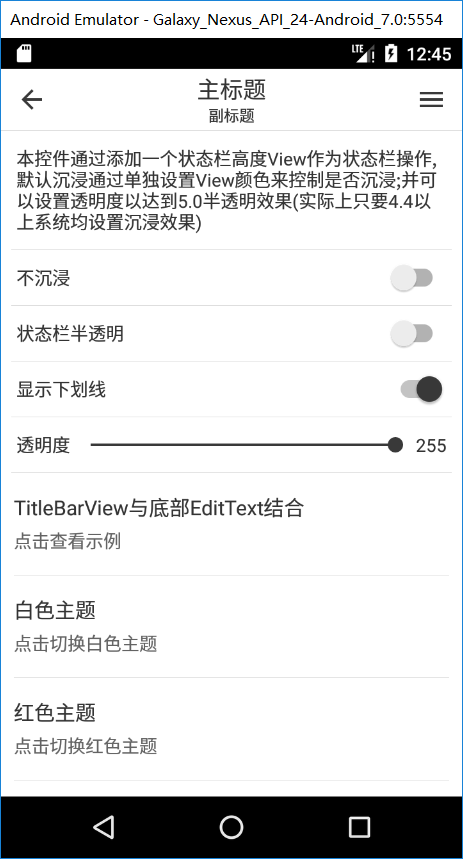 Android Emulator - Galaxy_Nexus_API_24-Android_7.0:5554
LTE 12:45
主标题
副标题
本控件通过添加一个状态栏高度View作为状态栏操作,
默认沉浸通过单独设置View颜色来控制是否沉浸;并可
以设置透明度以达到5.0半透明效果(实际上只要4.4以
上系统均设置沉浸效果)
不沉浸
状态栏半透明
显示下划线
透明度 255
TitleBarView与底部EditText结合
点击查看示例
白色主题
点击切换白色主题
红色主题
点击切换红色主题